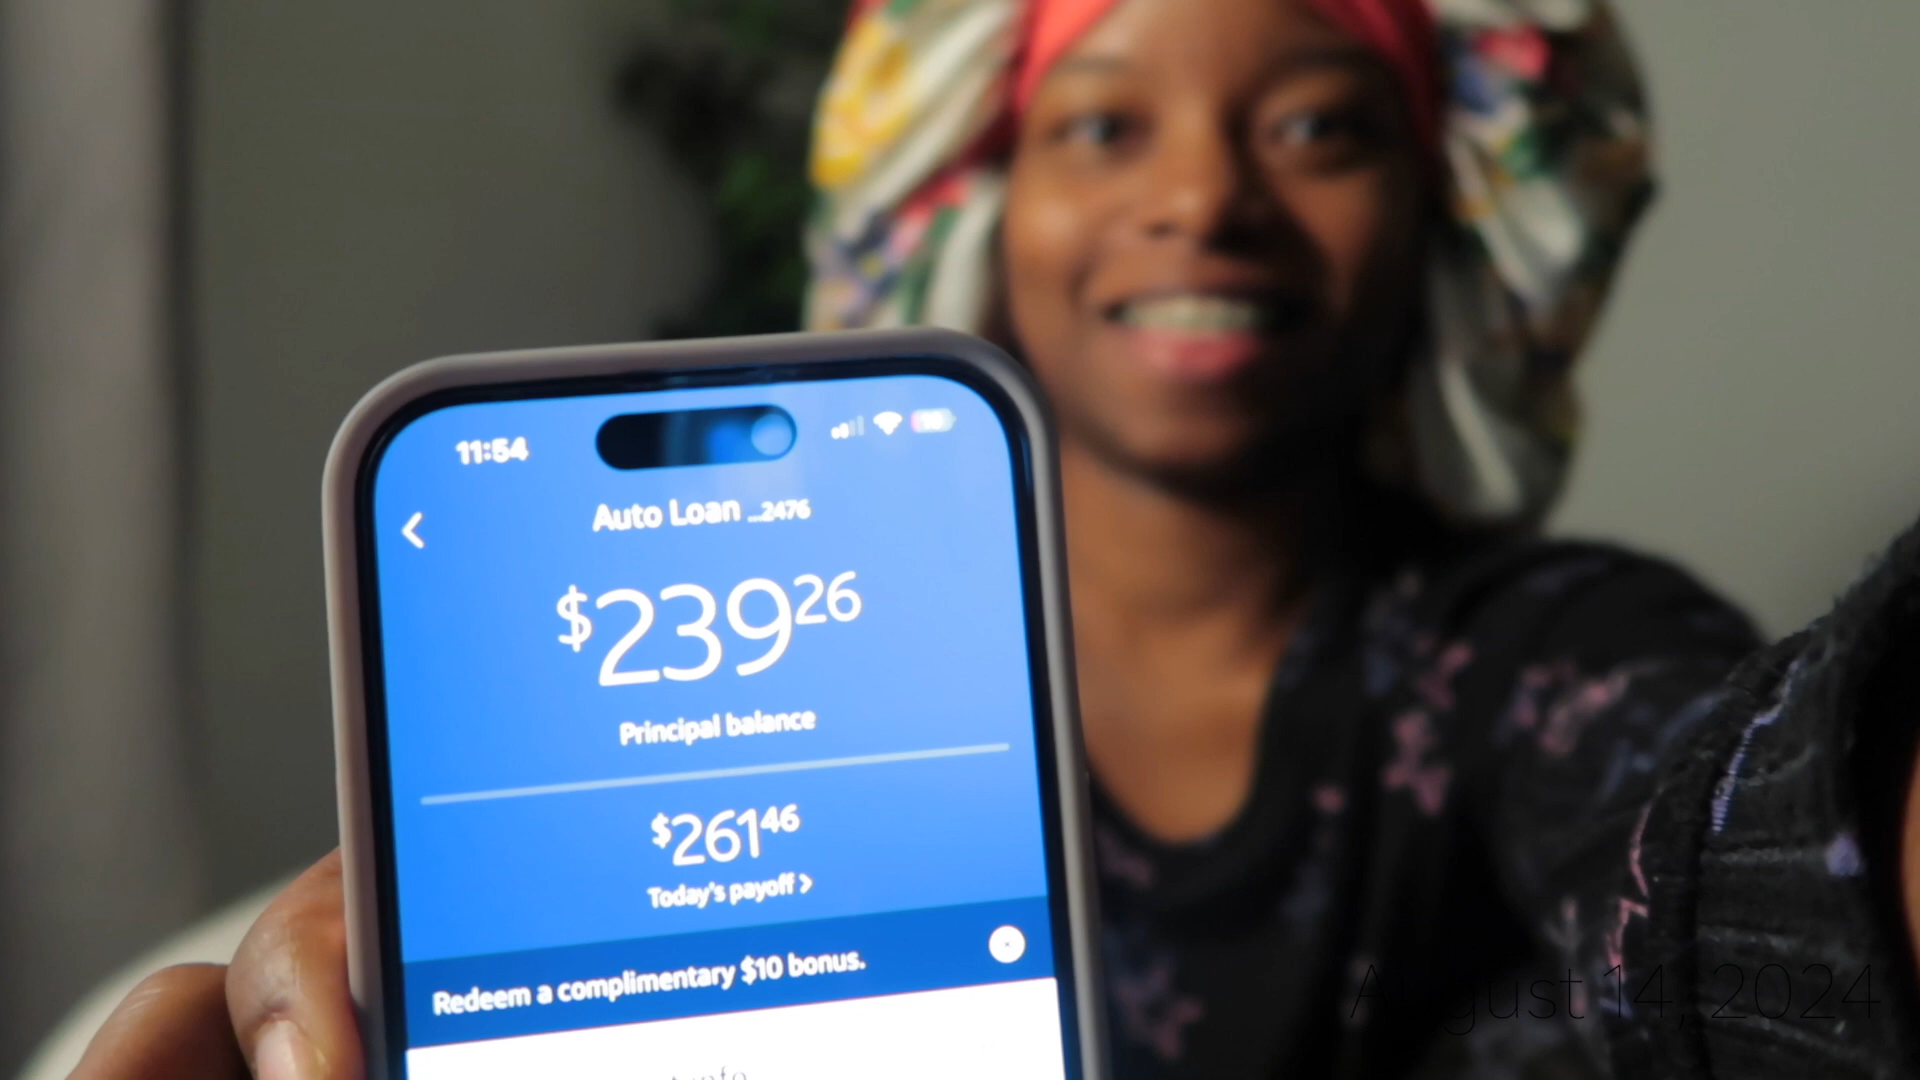 11:54
Auto Loan ...2476
$239 26
Principal balance
$261 46
Today's payoff >
Redeem a complimentary $10 bonus.
August 14, 2024